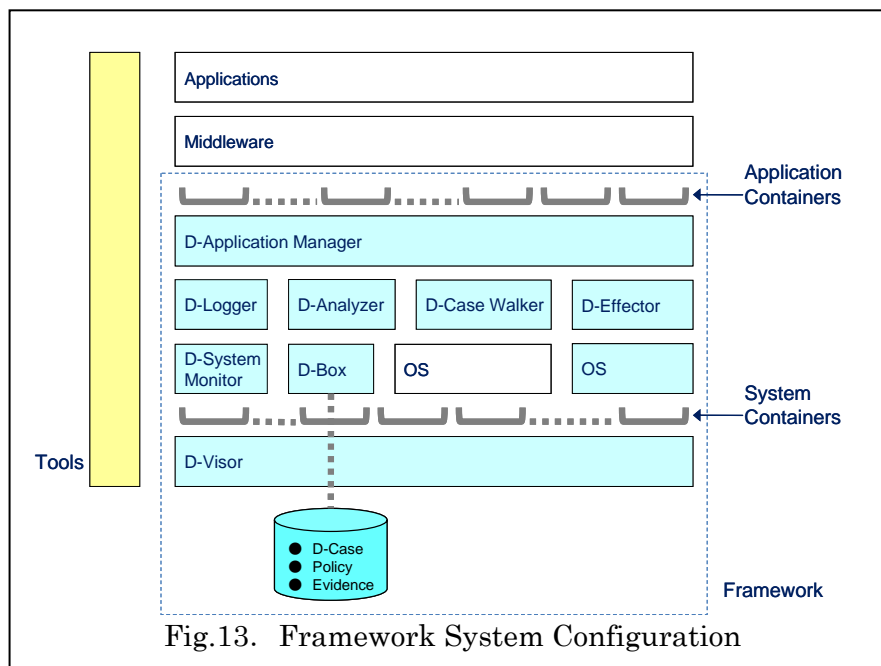 Applications
Middleware
Application
Containers
D-Application Manager
D-Logger
D-Analyzer
D-Case Walker
D-Effector
D-System
Monitor
D-Box
OS
OS
System
Containers
Tools
D-Visor
● D-Case
● Policy
● Evidence
Framework
Fig.13. Framework System Configuration